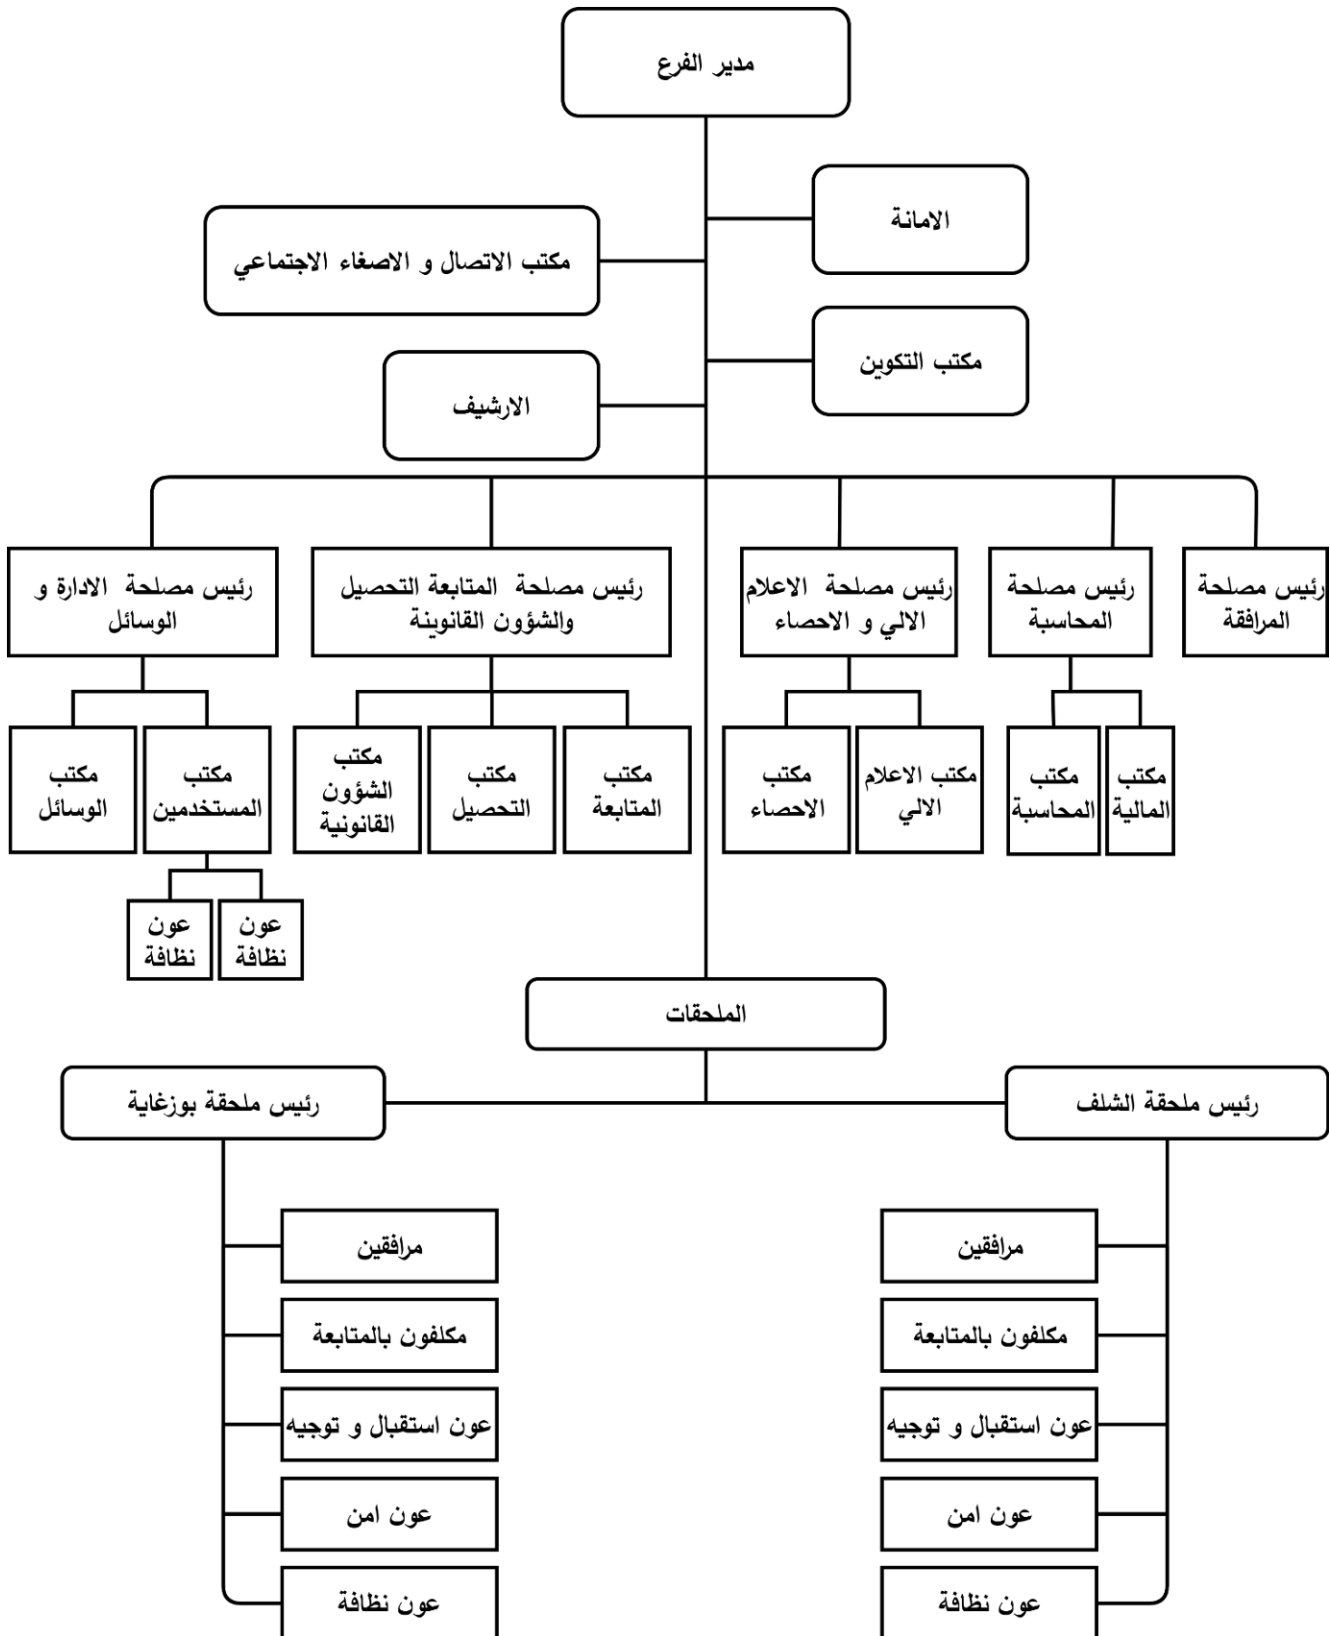 مدير الفرع
الامانة
مكتب الاتصال و الاصغاء الاجتماعي
مكتب التكوين
الارشيف
رئيس مصلحة
المرافقة
رئيس مصلحة
المحاسبة
رئيس مصلحة الاعلام
الالي و الاحصاء
رئيس مصلحة المتابعة التحصيل
والشؤون القانوينة
رئيس مصلحة الادارة و
الوسائل
مكتب
المالية
مكتب
المحاسبة
مكتب الاعلام
الالي
مكتب
الاحصاء
مكتب
المتابعة
مكتب
التحصيل
مكتب
الشؤون
القانونية
مكتب
المستخدمين
مكتب
الوسائل
عون
نظافة
عون
نظافة
الملحقات
رئيس ملحقة الشلف
رئيس ملحقة بوزغاية
مرافقين
مكلفون بالمتابعة
عون استقبال و توجيه
عون امن
عون نظافة
مرافقين
مكلفون بالمتابعة
عون استقبال و توجيه
عون امن
عون نظافة